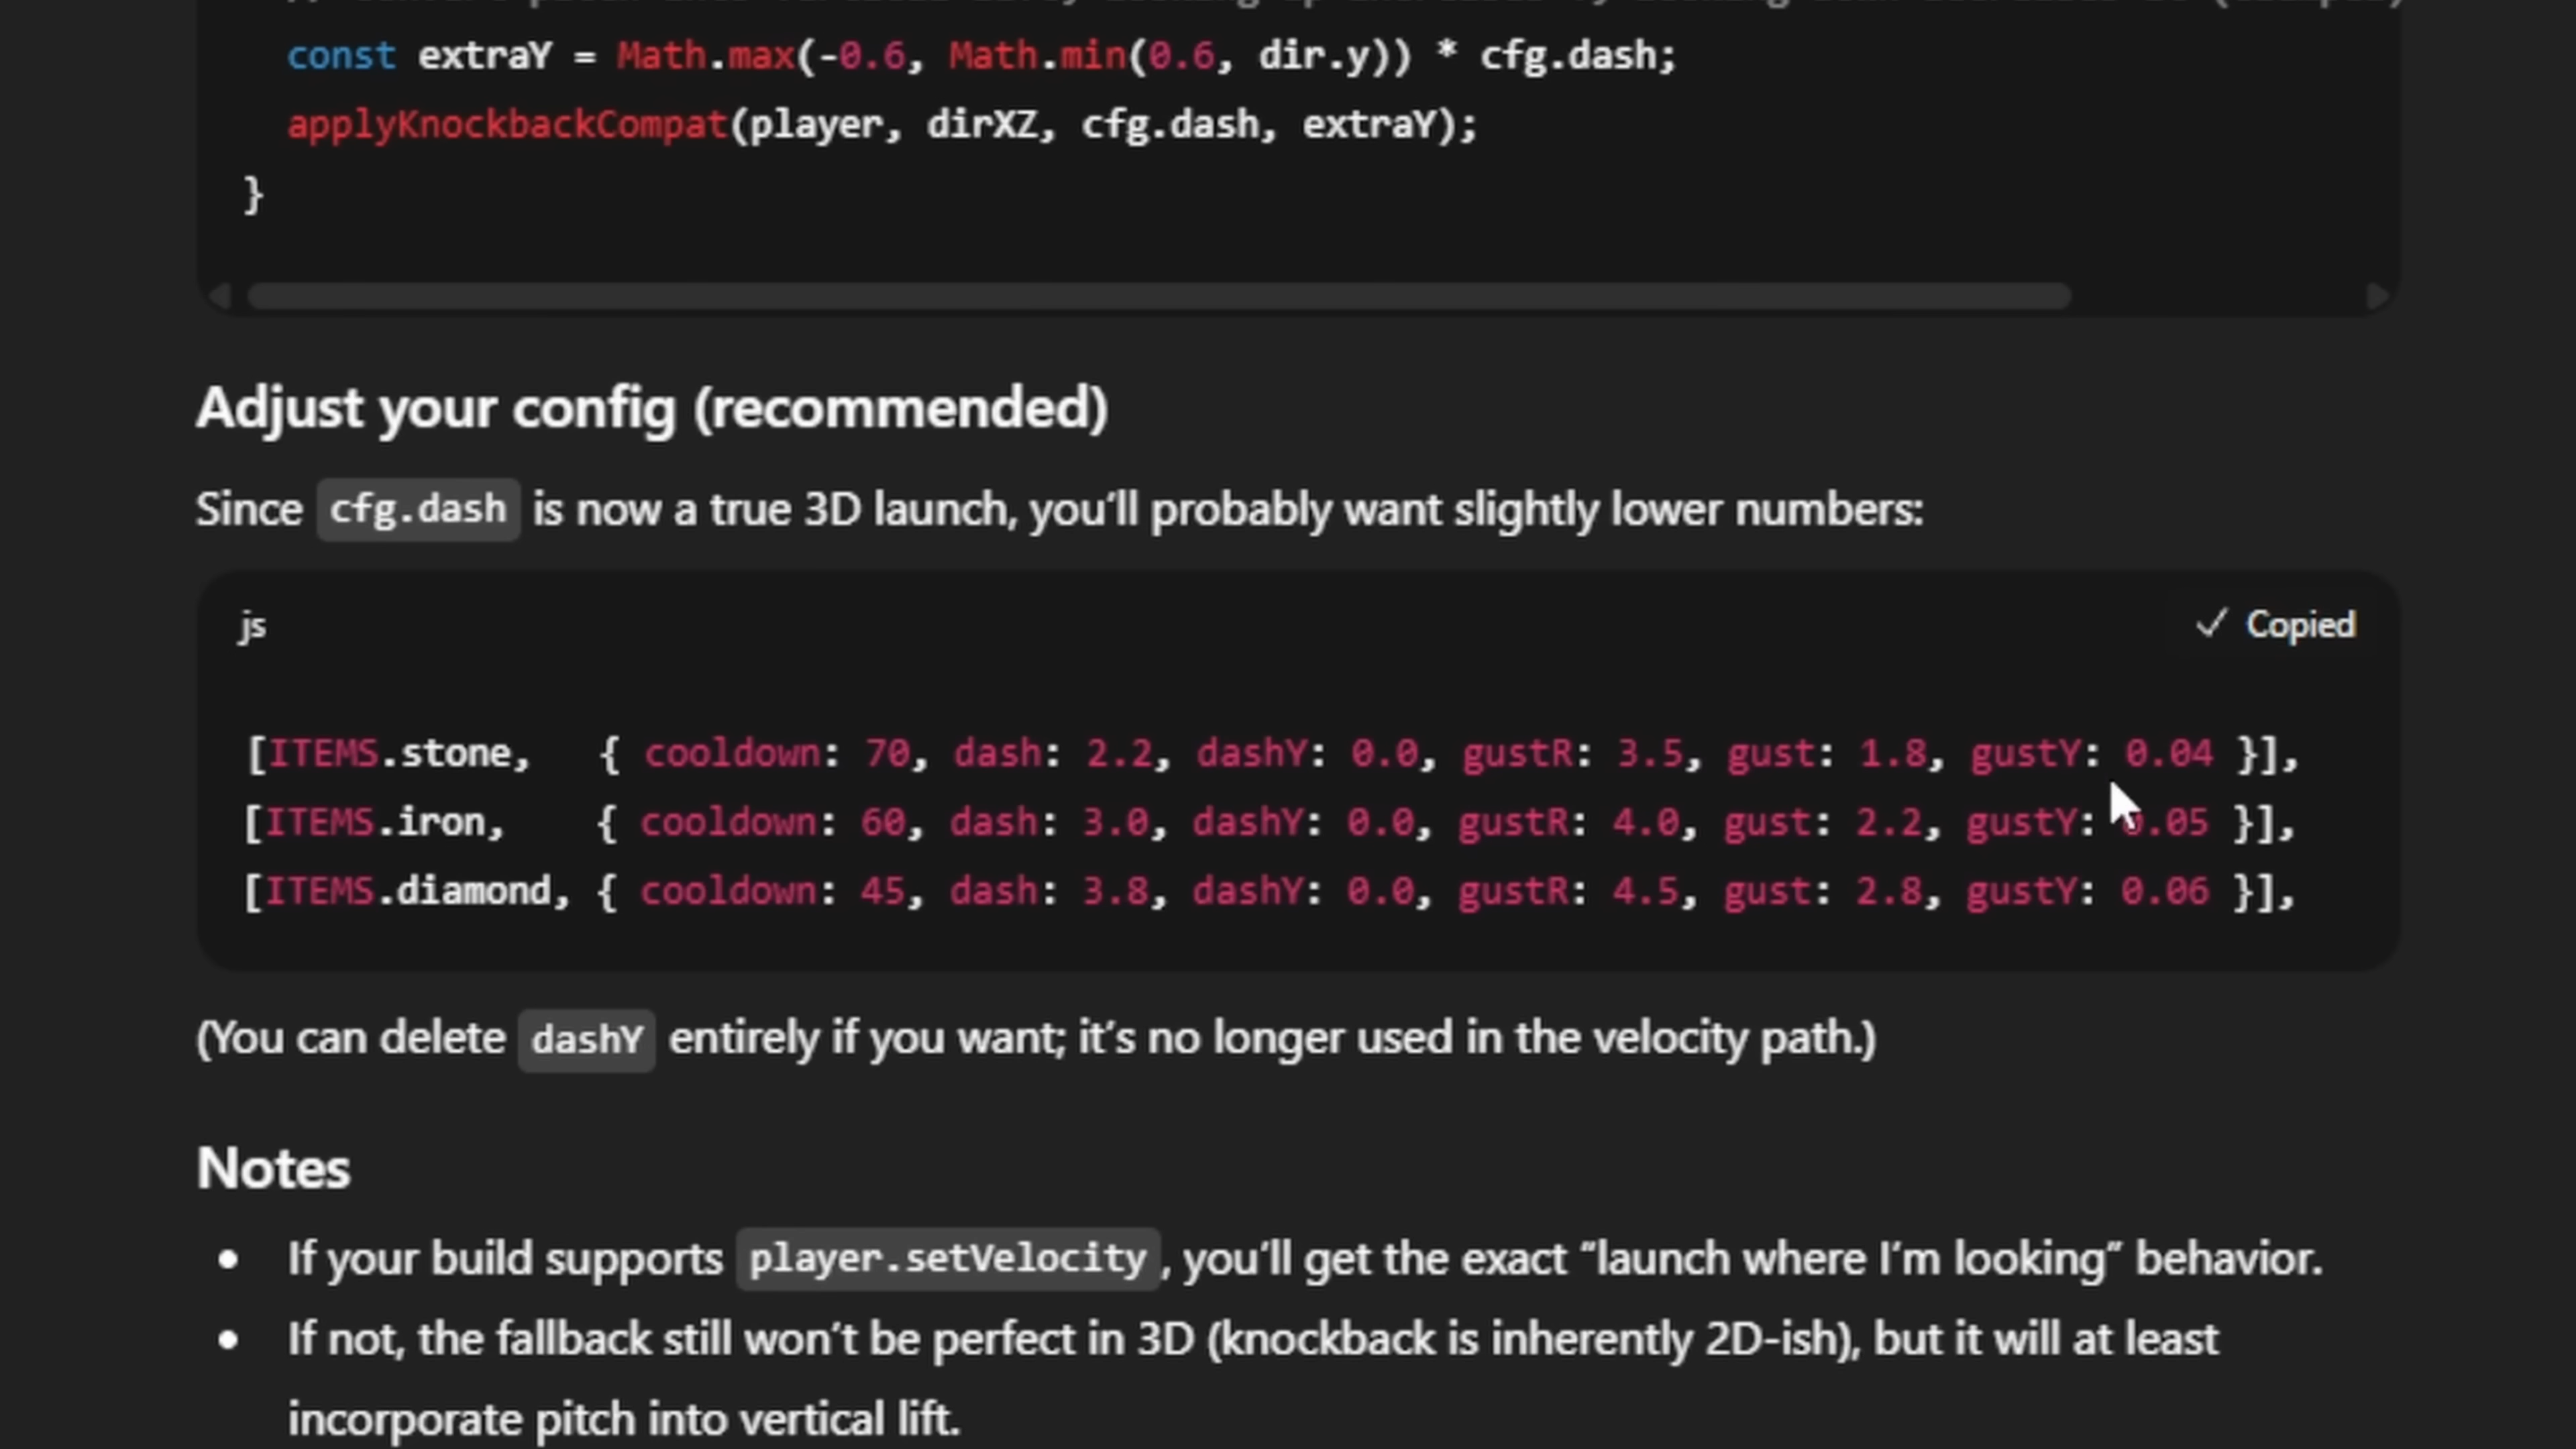 const extraY = Math.max(-0.6, Math.min(0.6, dir.y)) * cfg.dash;
applyKnockbackCompat(player, dirXZ, cfg.dash, extraY);
}
Adjust your config (recommended)
Since cfg.dash is now a true 3D launch, you'll probably want slightly lower numbers:
js
✓ Copied
[ITEMS.stone, { cooldown: 70, dash: 2.2, dashY: 0.0, gustR: 3.5, gust: 1.8, gustY: 0.04 }],
[ITEMS.iron, { cooldown: 60, dash: 3.0, dashY: 0.0, gustR: 4.0, gust: 2.2, gustY: 0.05 }],
[ITEMS.diamond, { cooldown: 45, dash: 3.8, dashY: 0.0, gustR: 4.5, gust: 2.8, gustY: 0.06 }],
(You can delete dashY entirely if you want; it's no longer used in the velocity path.)
Notes
• If your build supports player.setVelocity, you'll get the exact “launch where I'm looking” behavior.
• If not, the fallback still won't be perfect in 3D (knockback is inherently 2D-ish), but it will at least
incorporate pitch into vertical lift.